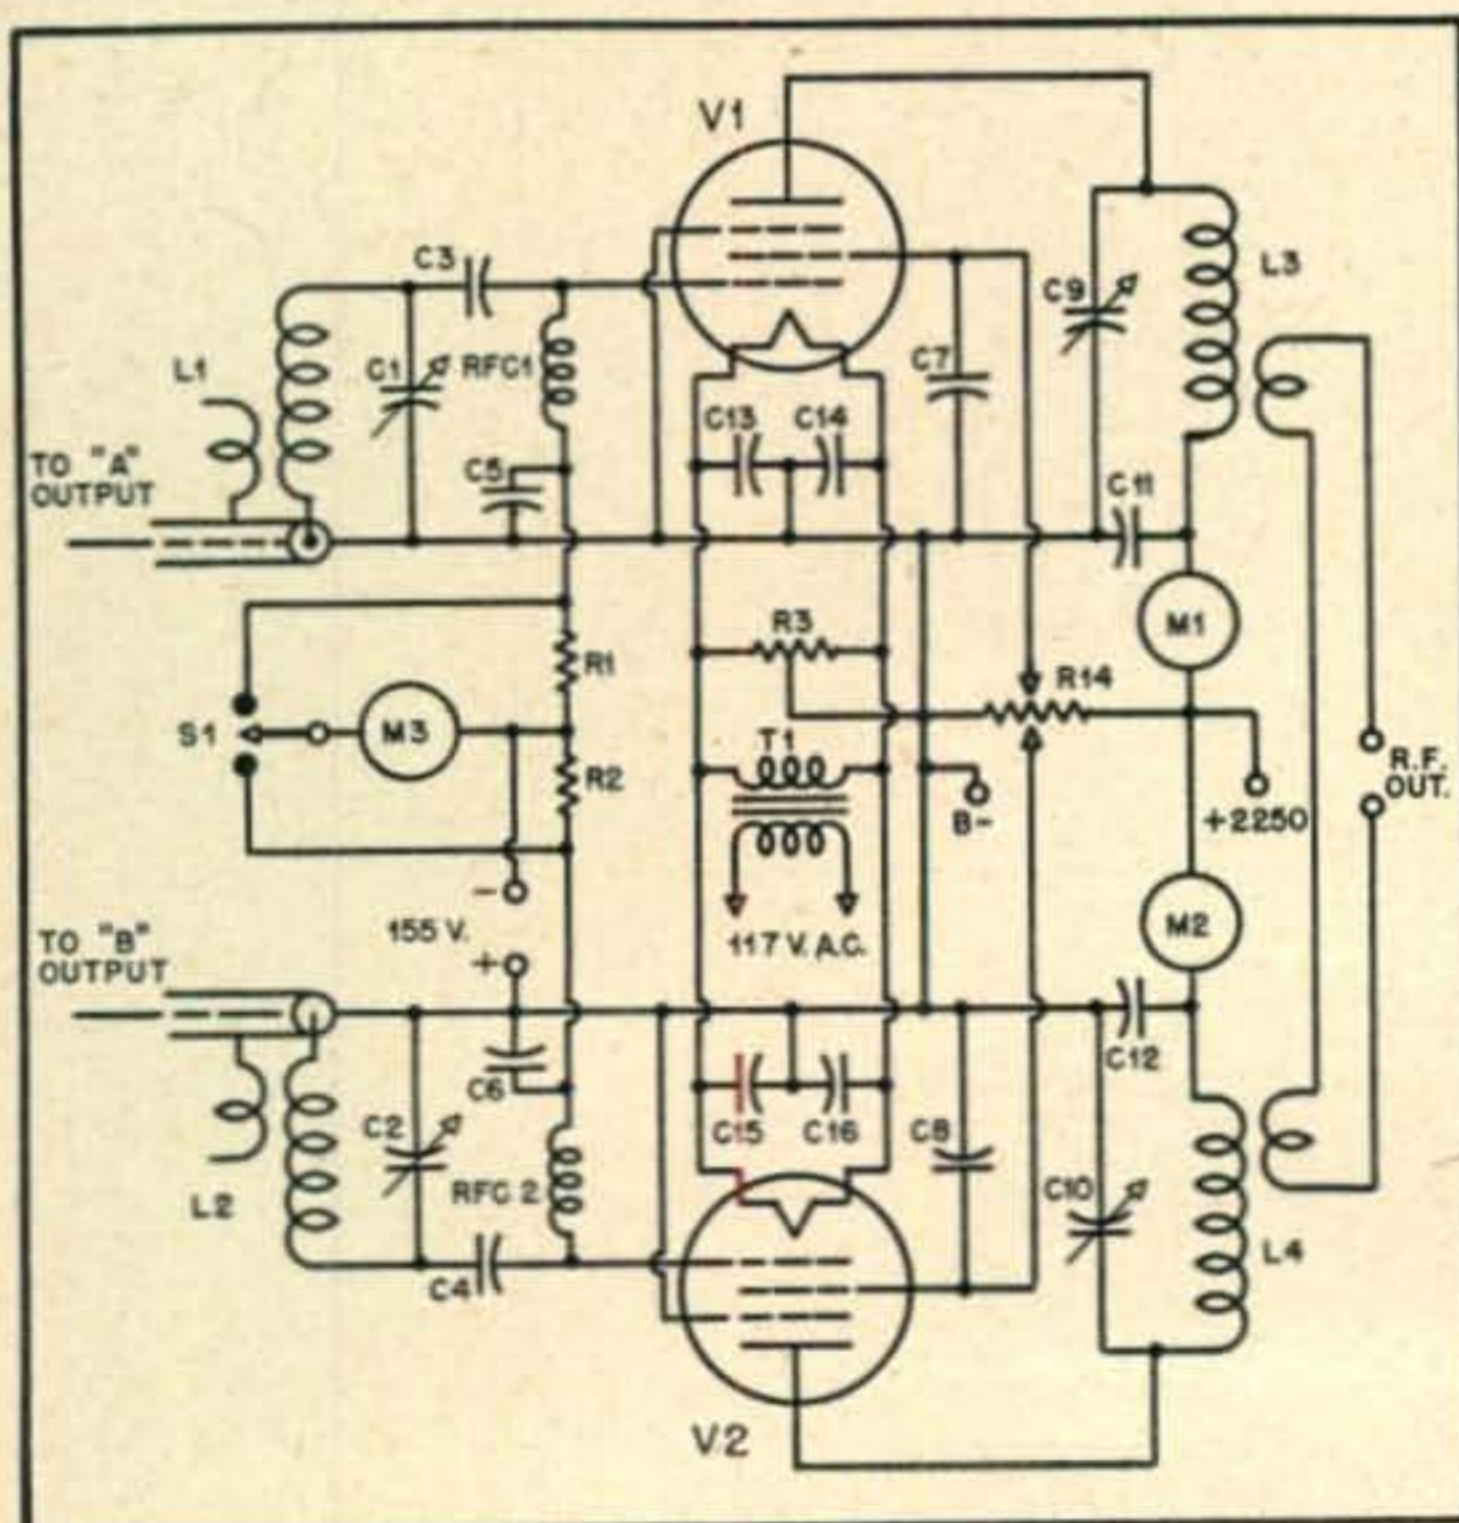 V1
C3
L3
C9
L1
C1
RFC1
C7
C13
C14
TO "A"
OUTPUT
C5
C11
M1
R3
R1
R14
S1
M3
T1
R2
R.F.
OUT.
B-
+2250
-
155 V.
+
117 V. A.C.
M2
TO "B"
OUTPUT
C6
C12
C2
C15
C16
C8
RFC 2
C10
L2
L4
C4
V2